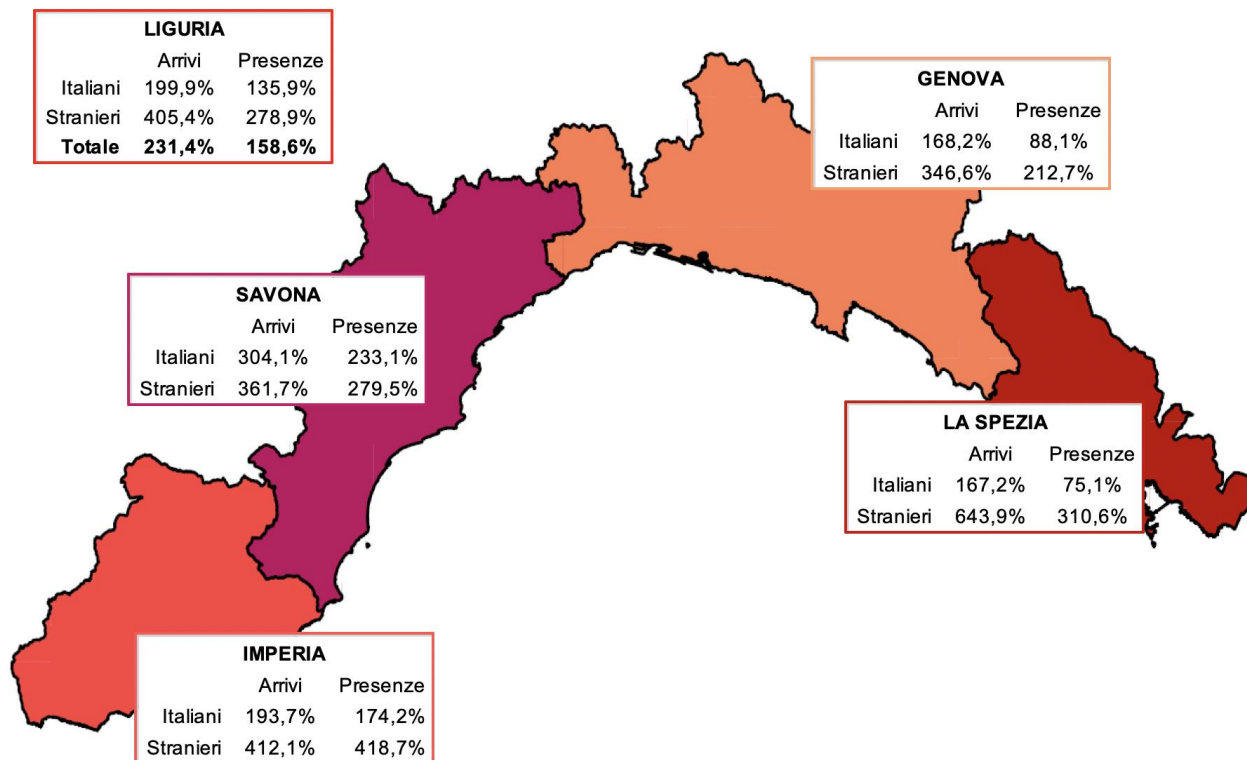 LIGURIA
Arrivi Presenze
Italiani 199,9% 135,9%
Stranieri 405,4% 278,9%
Totale 231,4% 158,6%
GENOVA
Arrivi Presenze
Italiani 168,2% 88,1%
Stranieri 346,6% 212,7%
SAVONA
Arrivi Presenze
Italiani 304,1% 233,1%
Stranieri 361,7% 279,5%
LA SPEZIA
Arrivi Presenze
Italiani 167,2% 75,1%
Stranieri 643,9% 310,6%
IMPERIA
Arrivi Presenze
Italiani 193,7% 174,2%
Stranieri 412,1% 418,7%